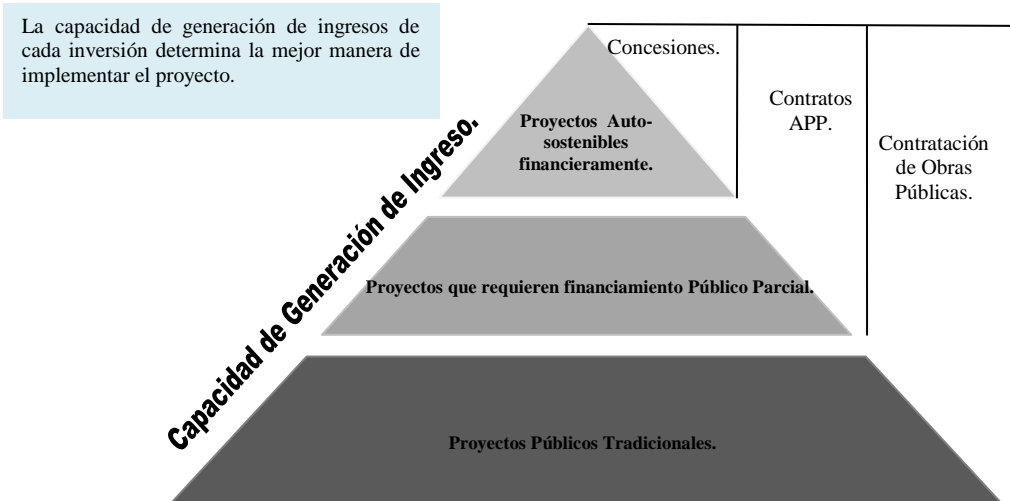 La capacidad de generación de ingresos de
cada inversión determina la mejor manera de
implementar el proyecto.
Concesiones.
Contratos
APP.
Contratación
de Obras
Públicas.
Capacidad de Generación de Ingreso.
Proyectos Auto-
sostenibles
financieramente.
Proyectos que requieren financiamiento Público Parcial.
Proyectos Públicos Tradicionales.